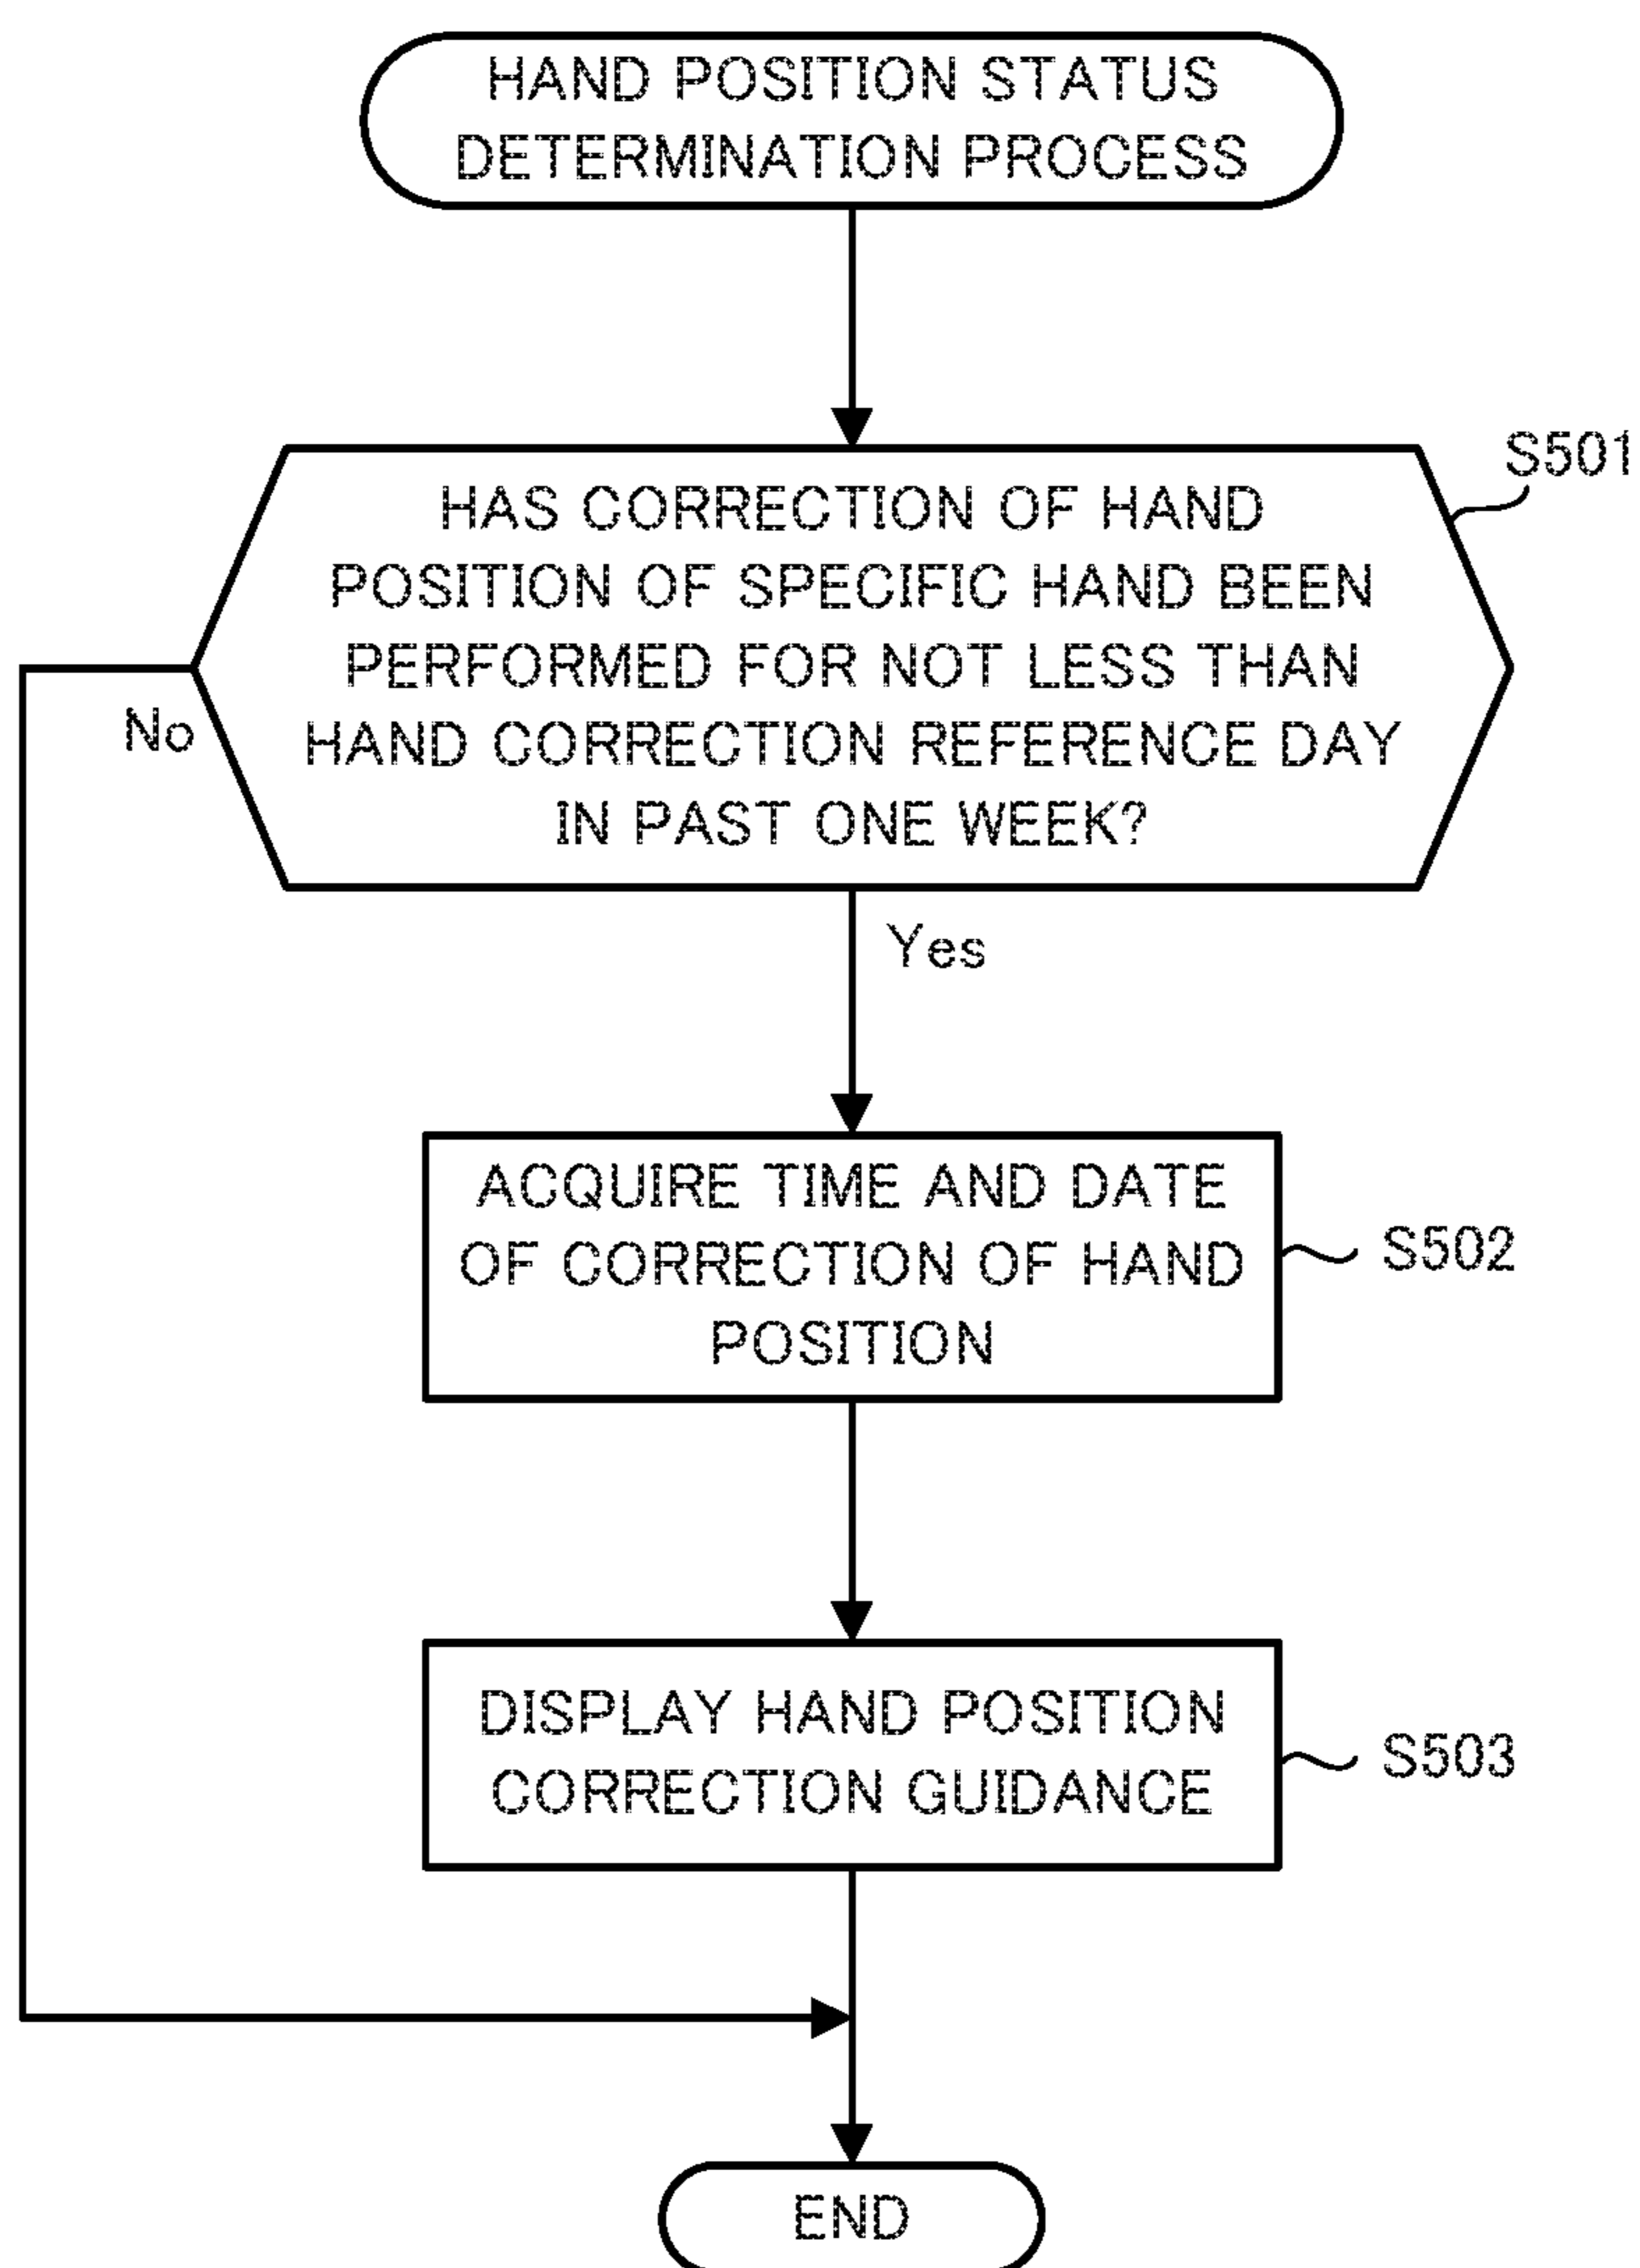 HAND POSITION STATUS
DETERMINATION PROCESS
S501
HAS CORRECTION OF HAND
POSITION OF SPECIFIC HAND BEEN
PERFORMED FOR NOT LESS THAN
HAND CORRECTION REFERENCE DAY
IN PAST ONE WEEK?
No
Yes
ACQUIRE TIME AND DATE
OF CORRECTION OF HAND
POSITION
S502
DISPLAY HAND POSITION
CORRECTION GUIDANCE
S503
END